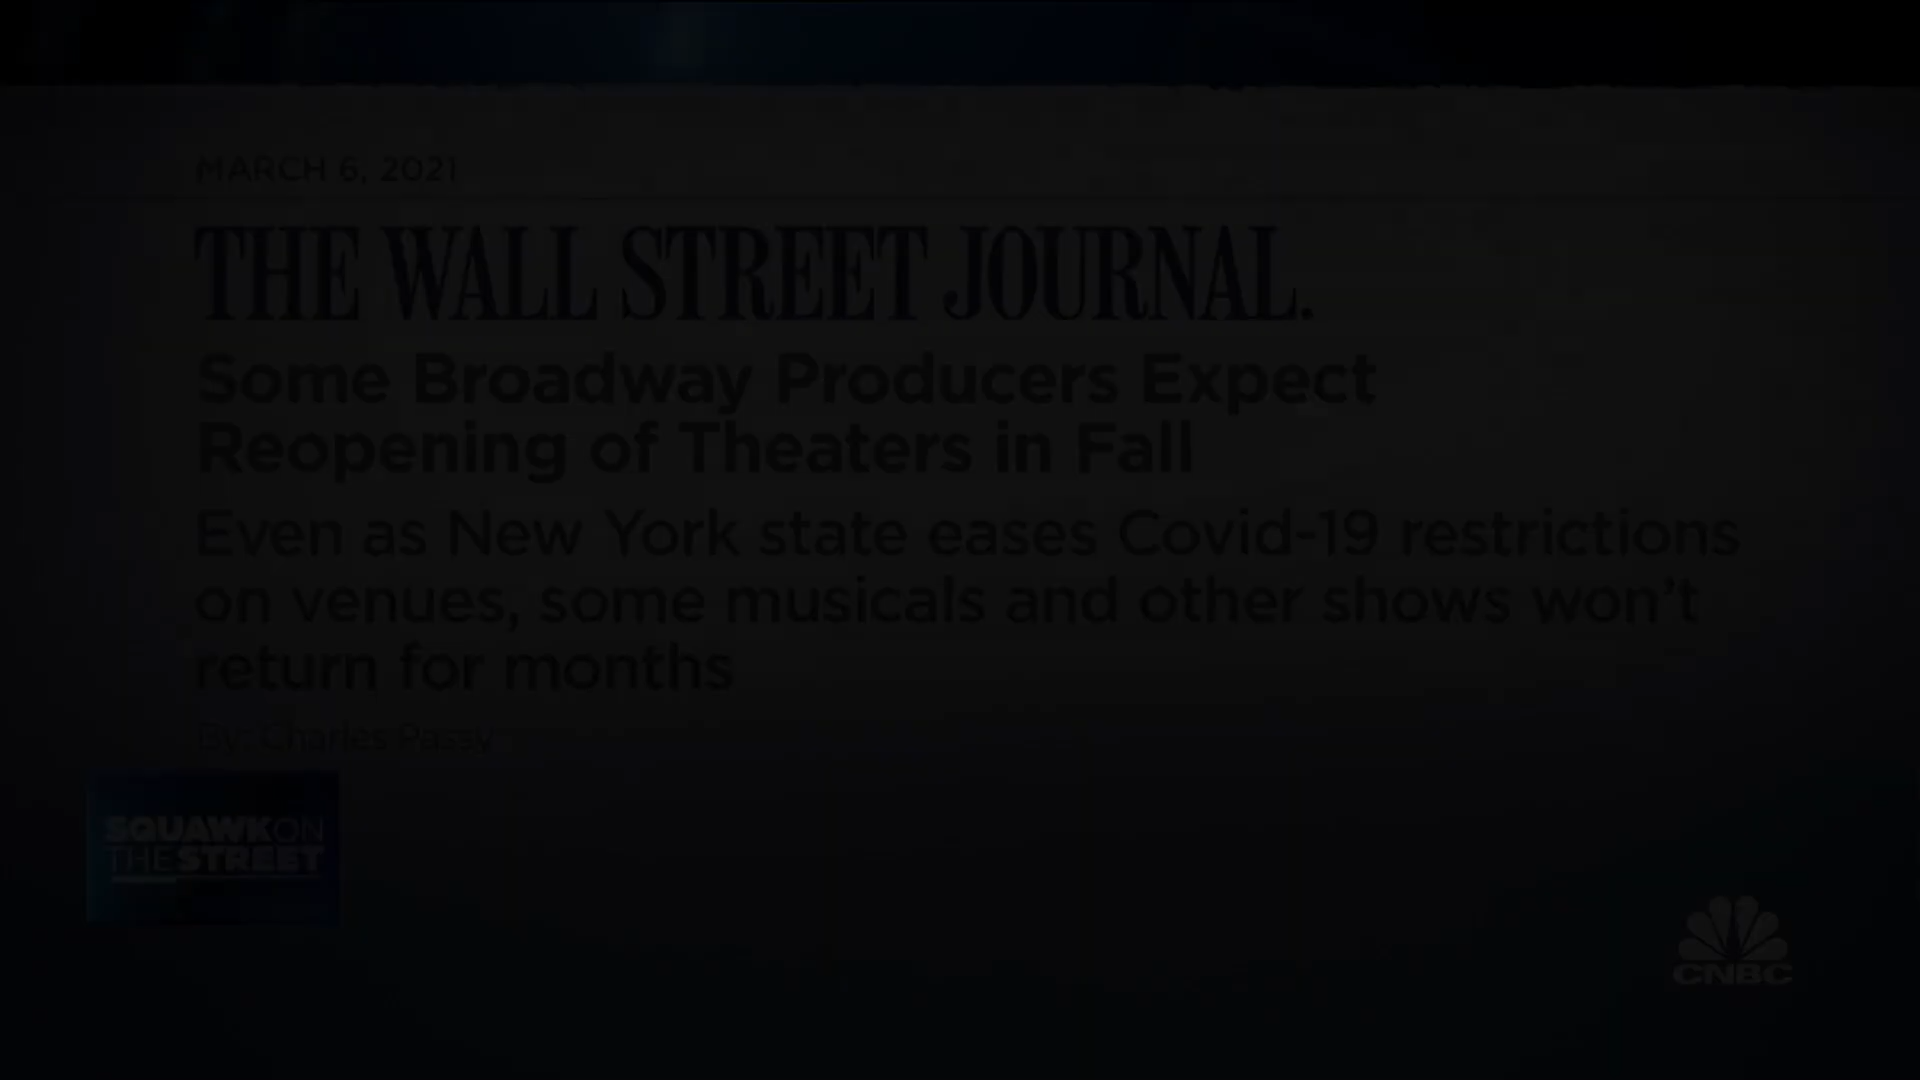 MARCH 6, 2021
THE WALL STREET JOURNAL.
Some Broadway Producers Expect
Reopening of Theaters in Fall
Even as New York state eases Covid-19 restrictions
on venues, some musicals and other shows won't
return for months
By: Charles Passy
SQUAWK ON
THE STREET
CNBC